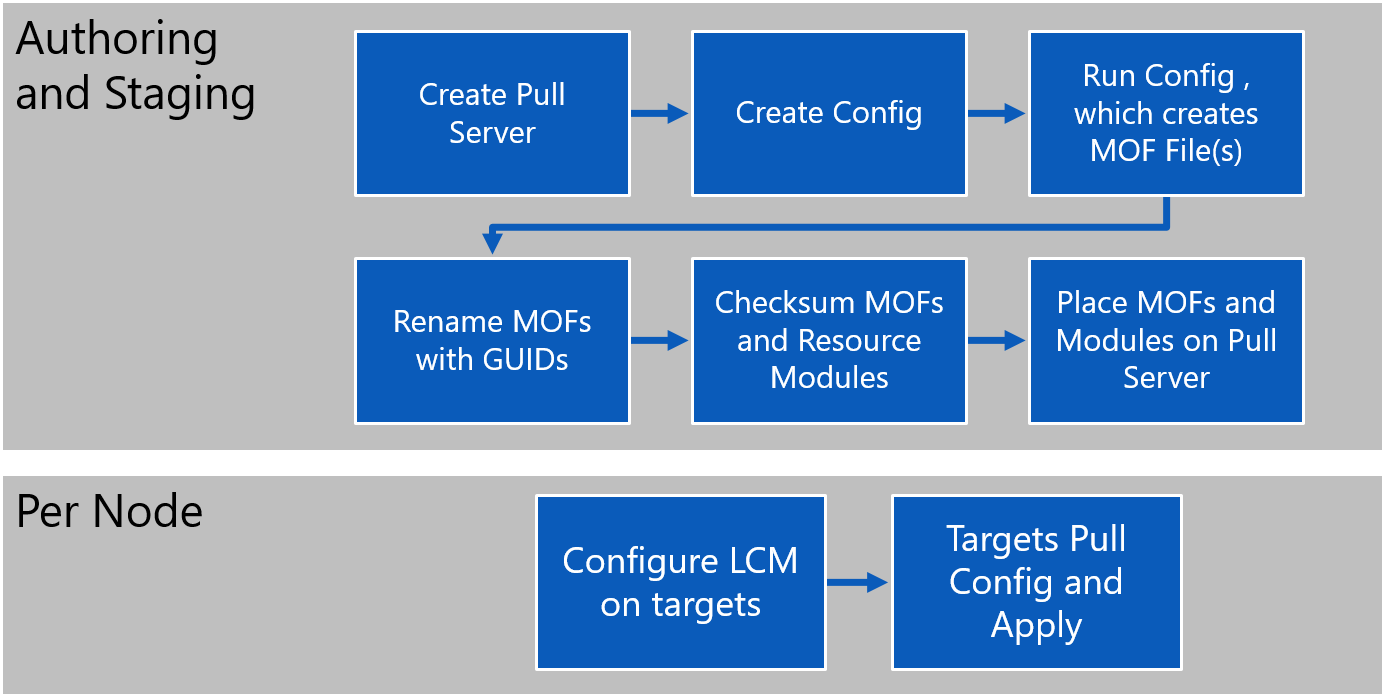 Authoring
and Staging
Create Pull
Server
Create Config
Run Config ,
which creates
MOF File(s)
Rename MOFs
with GUIDs
Checksum MOFs
and Resource
Modules
Place MOFs and
Modules on Pull
Server
Per Node
Configure LCM
on targets
Targets Pull
Config and
Apply